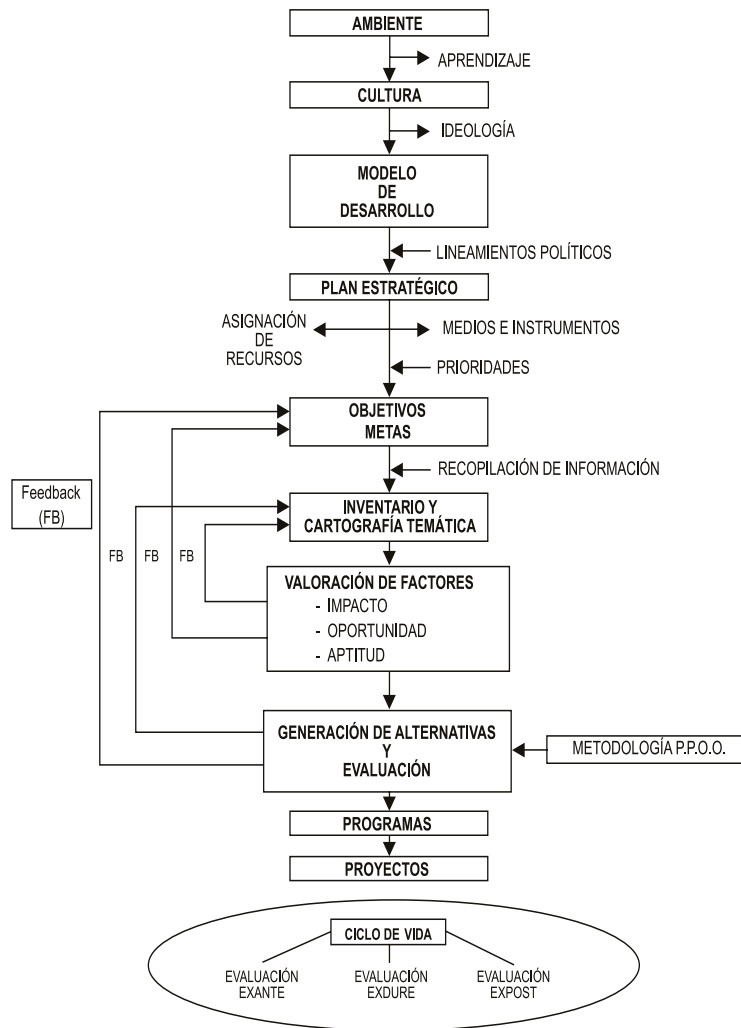 AMBIENTE
APRENDIZAJE
CULTURA
IDEOLOGÍA
MODELO
DE
DESARROLLO
LINEAMIENTOS POLÍTICOS
PLAN ESTRATÉGICO
ASIGNACIÓN
DE
RECURSOS
MEDIOS E INSTRUMENTOS
PRIORIDADES
OBJETIVOS
METAS
RECOPILACIÓN DE INFORMACIÓN
Feedback
(FB)
INVENTARIO Y
CARTOGRAFÍA TEMÁTICA
FB
FB
FB
VALORACIÓN DE FACTORES
- IMPACTO
- OPORTUNIDAD
- APTITUD
GENERACIÓN DE ALTERNATIVAS
Y
EVALUACIÓN
METODOLOGÍA P.P.O.O.
PROGRAMAS
PROYECTOS
CICLO DE VIDA
EVALUACIÓN
EXANTE
EVALUACIÓN
EXDURE
EVALUACIÓN
EXPOST